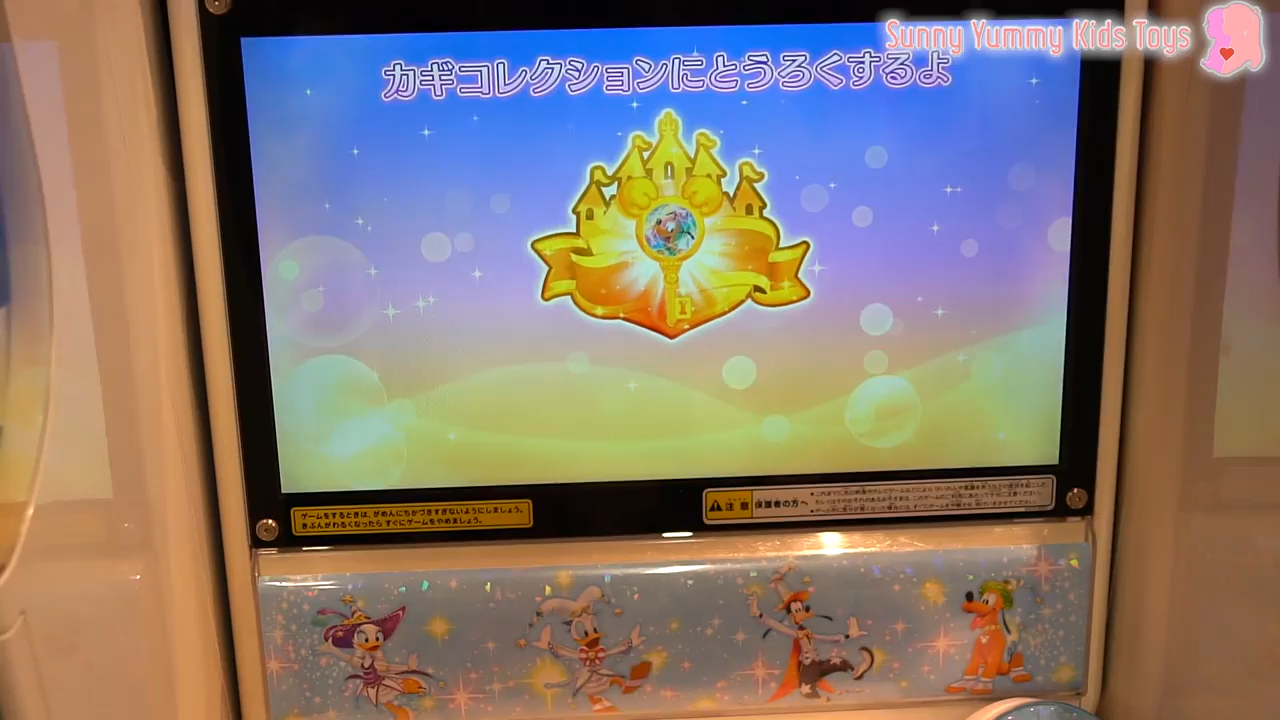 Sunny Yummy Kids Toys
カギコレクションにとうろくするよ
ゲームをするときは、がめんにちかづきすぎないようにしましょう。
きぶんがわるくなったら すぐにゲームをやめましょう。
注意
保護者の方へ